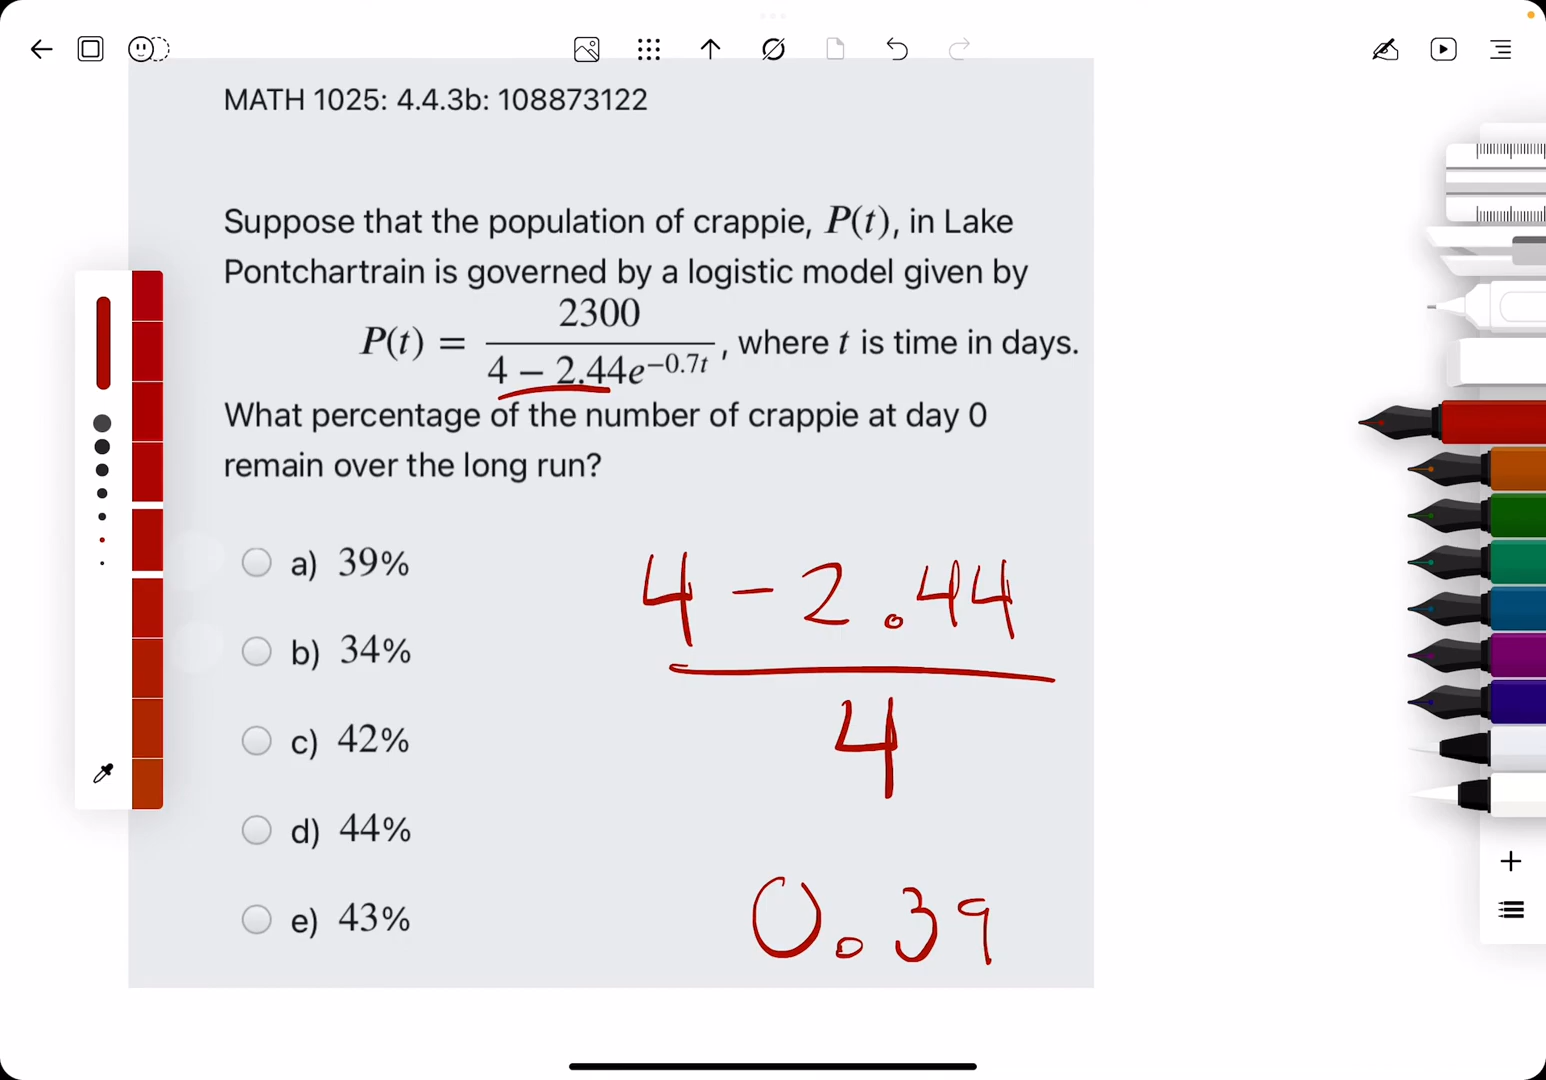 MATH 1025: 4.4.3b: 108873122
Suppose that the population of crappie, P(t), in Lake
Pontchartrain is governed by a logistic model given by
P(t) = 2300 / (4 − 2.44e^{−0.7t}), where t is time in days.
What percentage of the number of crappie at day 0
remain over the long run?
a) 39%
b) 34%
c) 42%
d) 44%
e) 43%
4 − 2.44
4
0.39